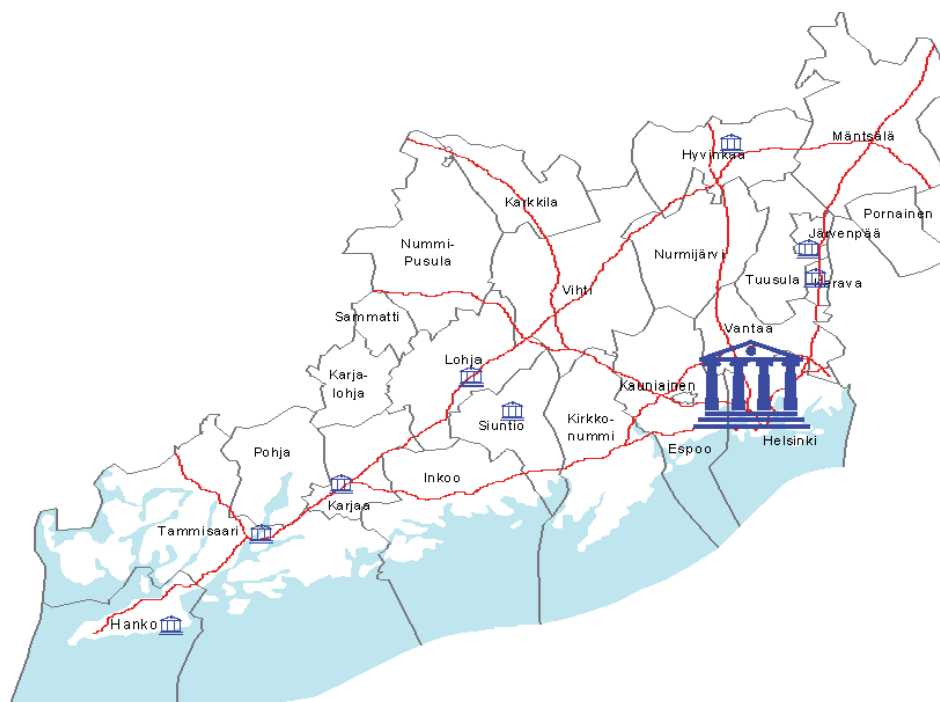 Mäntsälä
Hyvinkää
Karkkila
Pornainen
Järvenpää
Nummi-
Pusula
Nurmijärvi
Tuusula
Kerava
Vihti
Sammatti
Vantaa
Lohja
Karja-
lohja
Kauniainen
Siuntio
Kirkko-
nummi
Helsinki
Espoo
Pohja
Inkoo
Karjaa
Tammisaari
Hanko